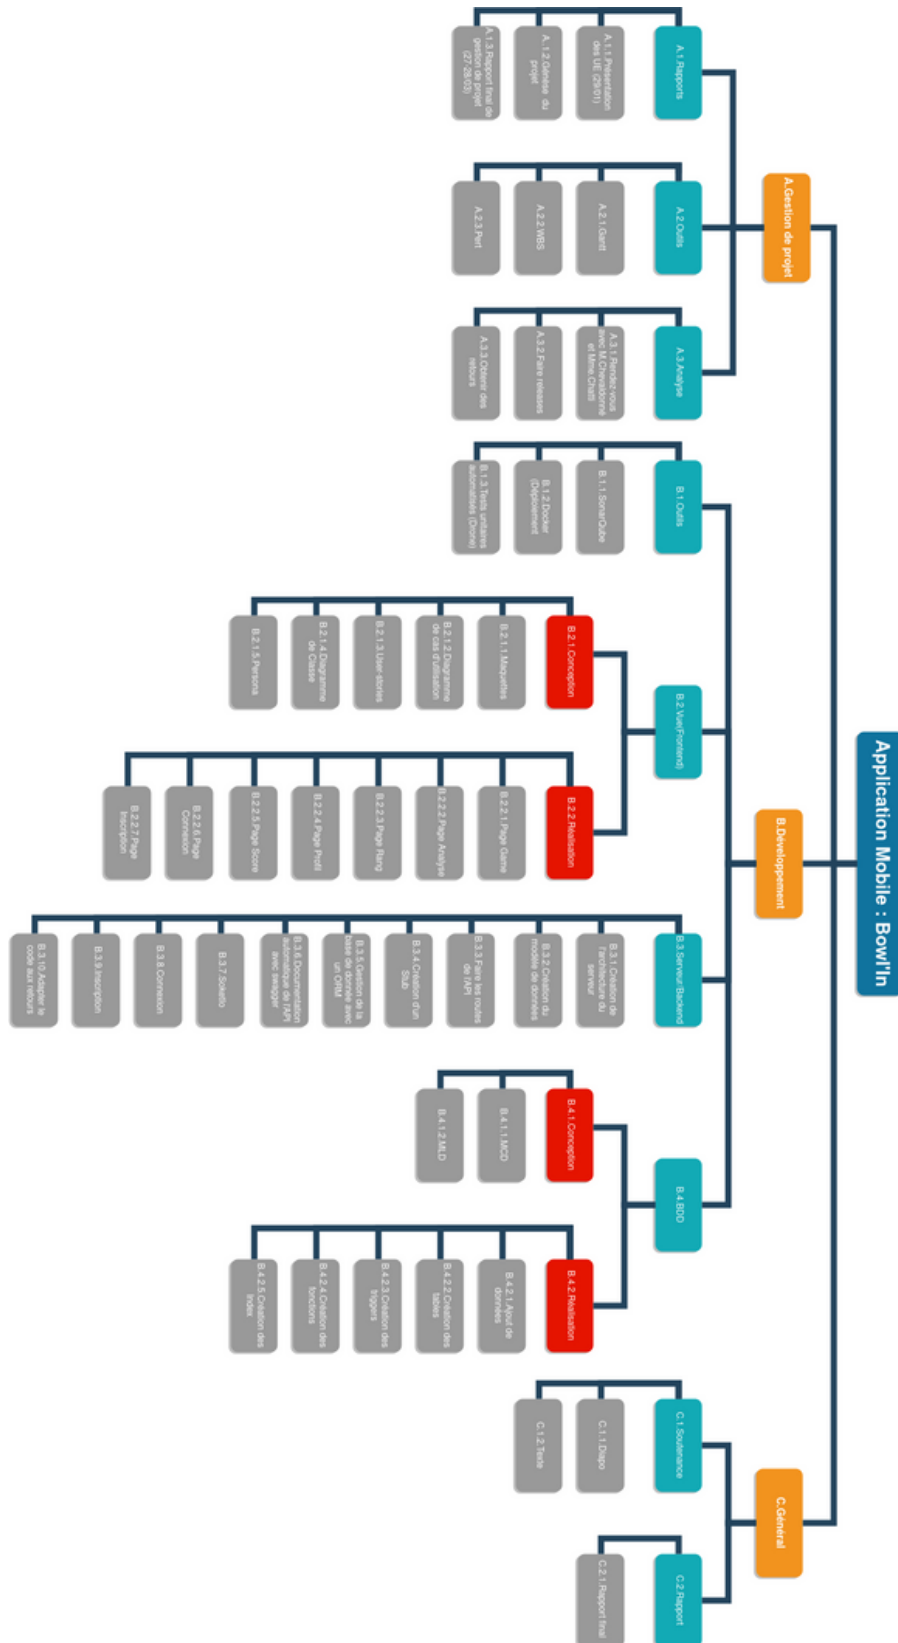 Application Mobile : Bowl'In
A.Gestion de projet
A.1.Rapports
A.1.1.Présentation
des UE (29/01)
A.1.2.Génèse du
projet
A.1.3.Rapport final de
gestion de projet
(27-28/03)
A.2.Outils
A.2.1.Gantt
A.2.2.WBS
A.2.3.Pert
A.3.Analyse
A.3.1.Rendez-vous
avec M.Chevaldonné
et Mme.Chatti
A.3.2.Faire releases
A.3.3.Obtenir des
retours
B.Développement
B.1.Outils
B.1.1.SonarQube
B.1.2.Docker
(Déploiement
B.1.3.Tests unitaires
automatisés (Drone)
B.2.Vue(Frontend)
B.2.1.Conception
B.2.1.1.Maquettes
B.2.1.2.Diagramme
de cas d'utilisation
B.2.1.3.User-stories
B.2.1.4.Diagramme
de Classe
B.2.1.5.Persona
B.2.2.Réalisation
B.2.2.1.Page Game
B.2.2.2.Page Analyse
B.2.2.3.Page Rang
B.2.2.4.Page Profil
B.2.2.5.Page Score
B.2.2.6.Page
Connexion
B.2.2.7.Page
Inscription
B.3.Serveur/Backend
B.3.1.Création de
l'architecture du
serveur
B.3.2.Création du
modèle de données
B.3.3.Faire les routes
de l'API
B.3.4.Création d'un
Stub
B.3.5.Gestion de la
base de donnée avec
un ORM
B.3.6.Documentation
automatique de l'API
avec swagger
B.3.7.SoketIo
B.3.8.Connexion
B.3.9.Inscription
B.3.10.Adapter le
code aux retours
B.4.BDD
B.4.1.Conception
B.4.1.1.MCD
B.4.1.2.MLD
B.4.2.Réalisation
B.4.2.1.Ajout de
données
B.4.2.2.Création des
tables
B.4.2.3.Création des
triggers
B.4.2.4.Création des
fonctions
B.4.2.5.Création des
Index
C.Général
C.1.Soutenance
C.1.1.Diapo
C.1.2.Texte
C.2.Rapport
C.2.1.Rapport final